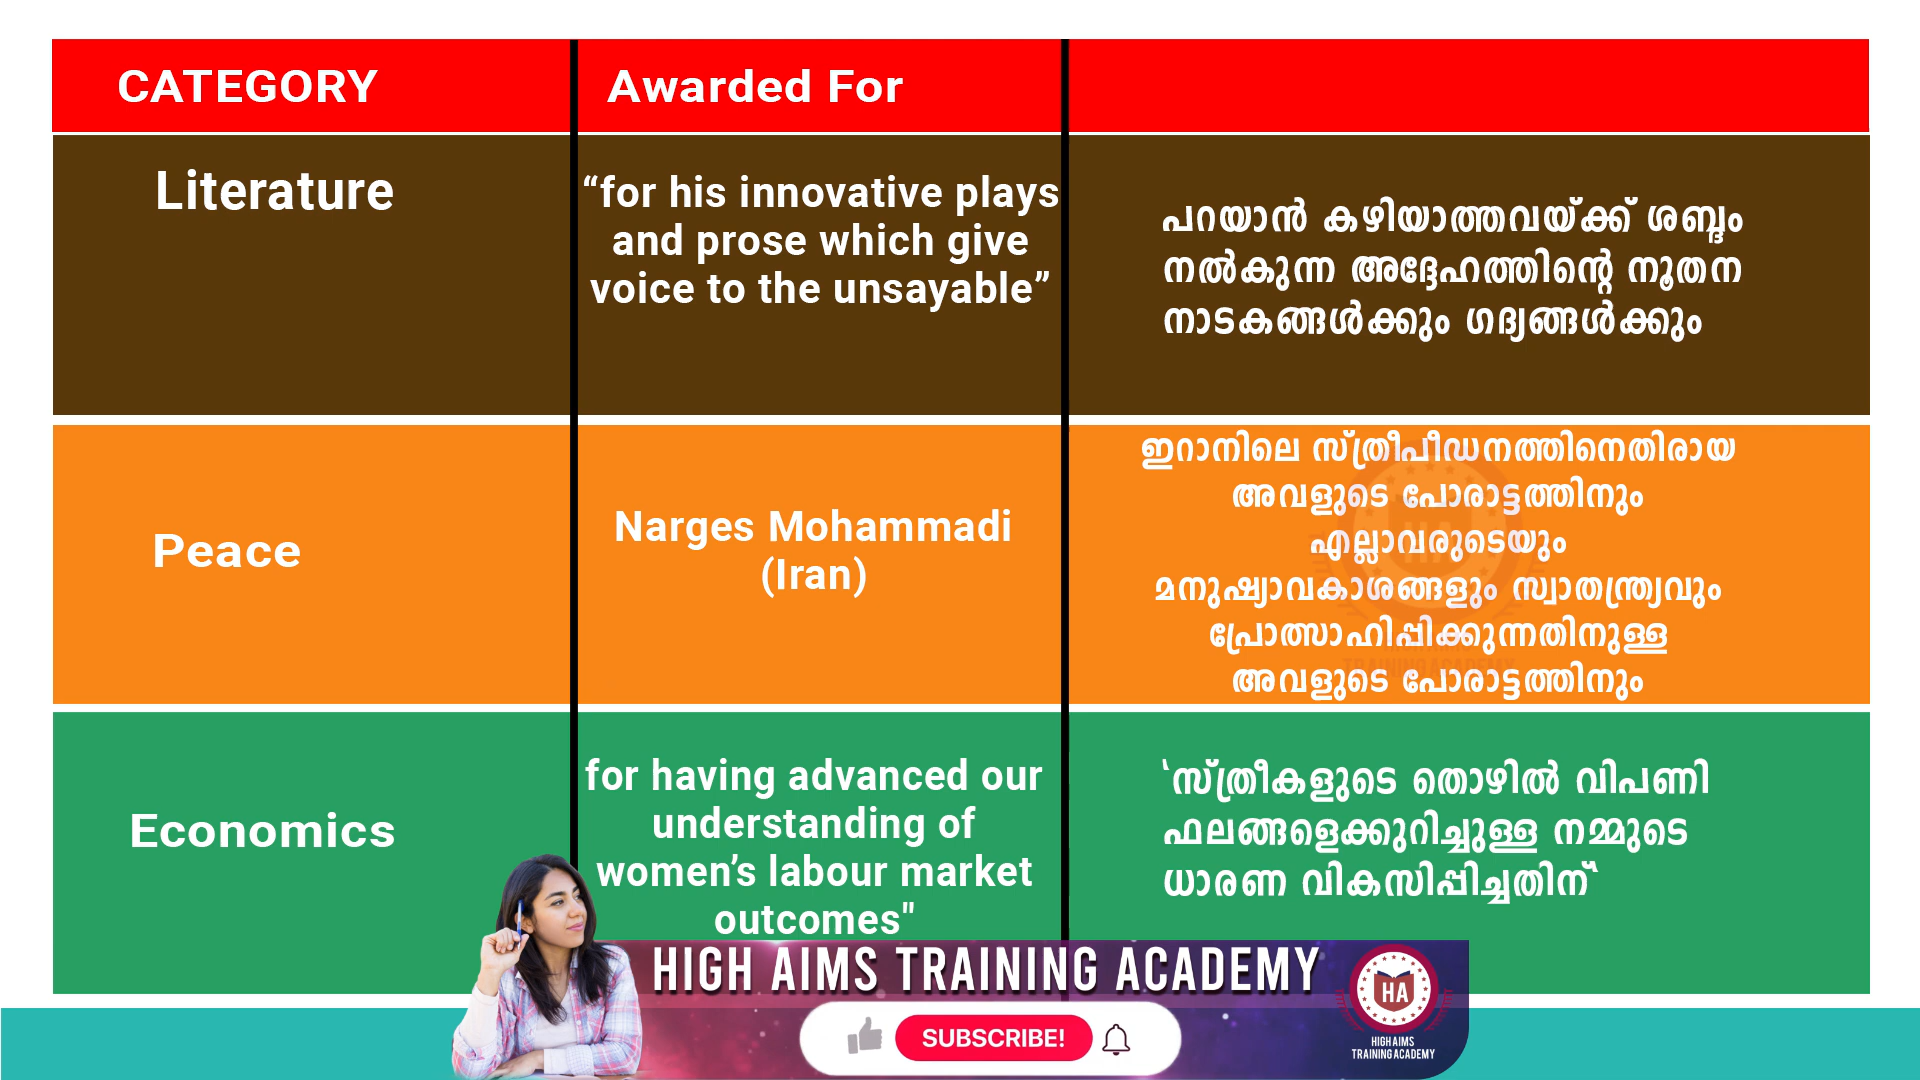 CATEGORY
Awarded For
Literature
“for his innovative plays
and prose which give
voice to the unsayable”
പറയാൻ കഴിയാത്തവയ്ക്ക് ശബ്ദം
നൽകുന്ന അദ്ദേഹത്തിന്റെ നൂതന
നാടകങ്ങൾക്കും ഗദ്യങ്ങൾക്കും
Peace
Narges Mohammadi
(Iran)
ഇറാനിലെ സ്ത്രീപീഡനത്തിനെതിരായ
അവളുടെ പോരാട്ടത്തിനും
എല്ലാവരുടെയും
മനുഷ്യാവകാശങ്ങളും സ്വാതന്ത്ര്യവും
പ്രോത്സാഹിപ്പിക്കുന്നതിനുള്ള
അവളുടെ പോരാട്ടത്തിനും
HA
TRAINING ACADEMY
Economics
for having advanced our
understanding of
women’s labour market
outcomes"
‘സ്ത്രീകളുടെ തൊഴിൽ വിപണി
ഫലങ്ങളെക്കുറിച്ചുള്ള നമ്മുടെ
ധാരണ വികസിപ്പിച്ചതിന്‘
HIGH AIMS TRAINING ACADEMY
SUBSCRIBE!
HA
HIGH AIMS
TRAINING ACADEMY